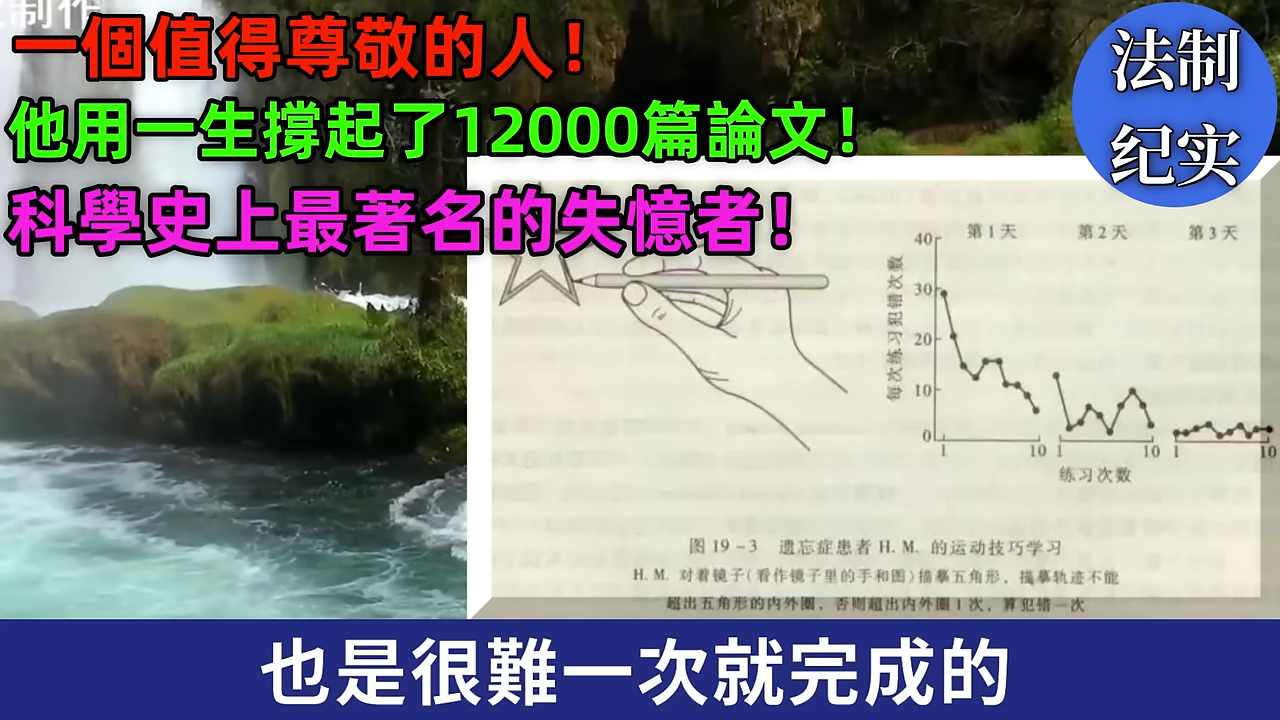 制作
一個值得尊敬的人！
他用一生撐起了12000篇論文！
科學史上最著名的失憶者！
法制
纪实
每次练习犯错次数
40
30
20
10
0
第1天
第2天
第3天
1
10
1
10
1
10
练习次数
图 19-3 遗忘症患者 H. M. 的运动技巧学习
H. M. 对着镜子(看作镜子里的手和图)描摹五角形，描摹轨迹不能
超出五角形的内外圈，否则超出内外圈1次，算犯错一次
也是很難一次就完成的